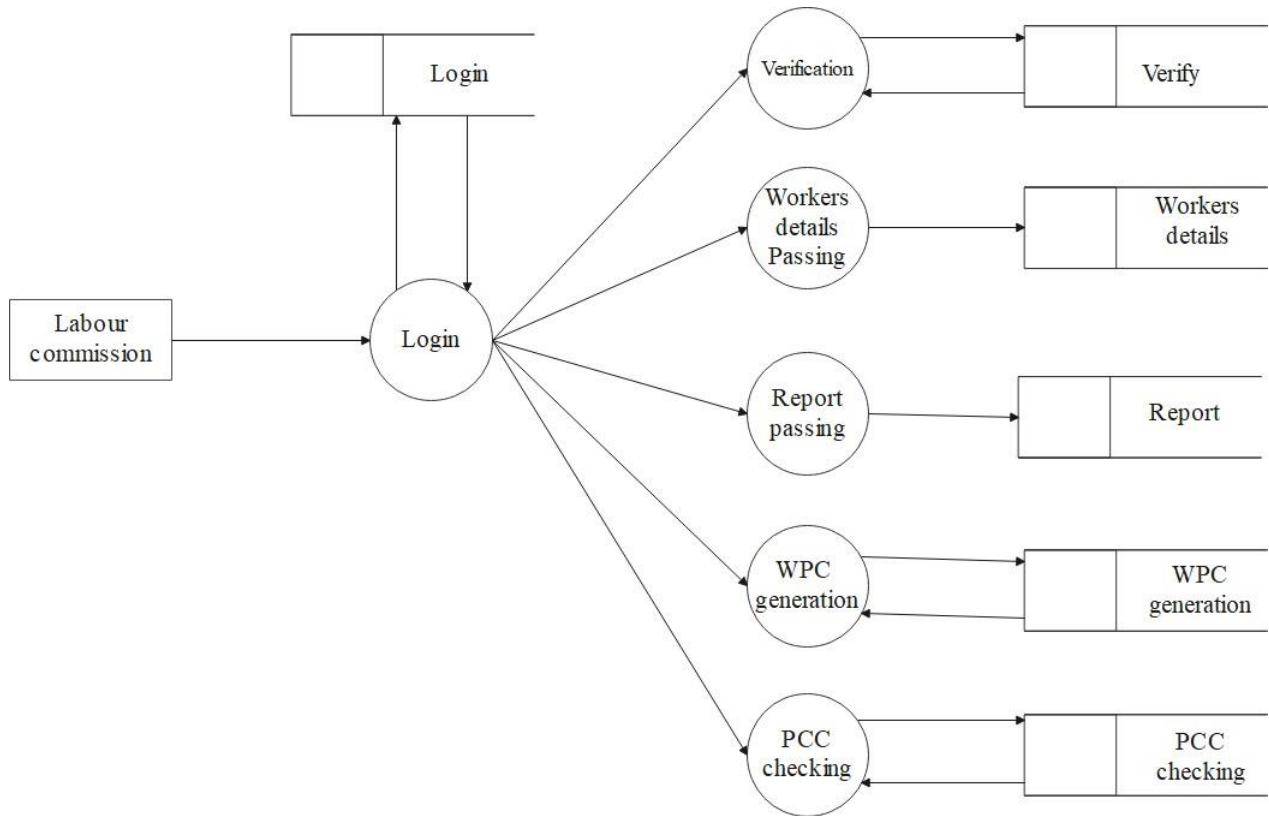 Login
Verification
Verify
Workers
details
Passing
Workers
details
Labour
commission
Login
Report
passing
Report
WPC
generation
WPC
generation
PCC
checking
PCC
checking